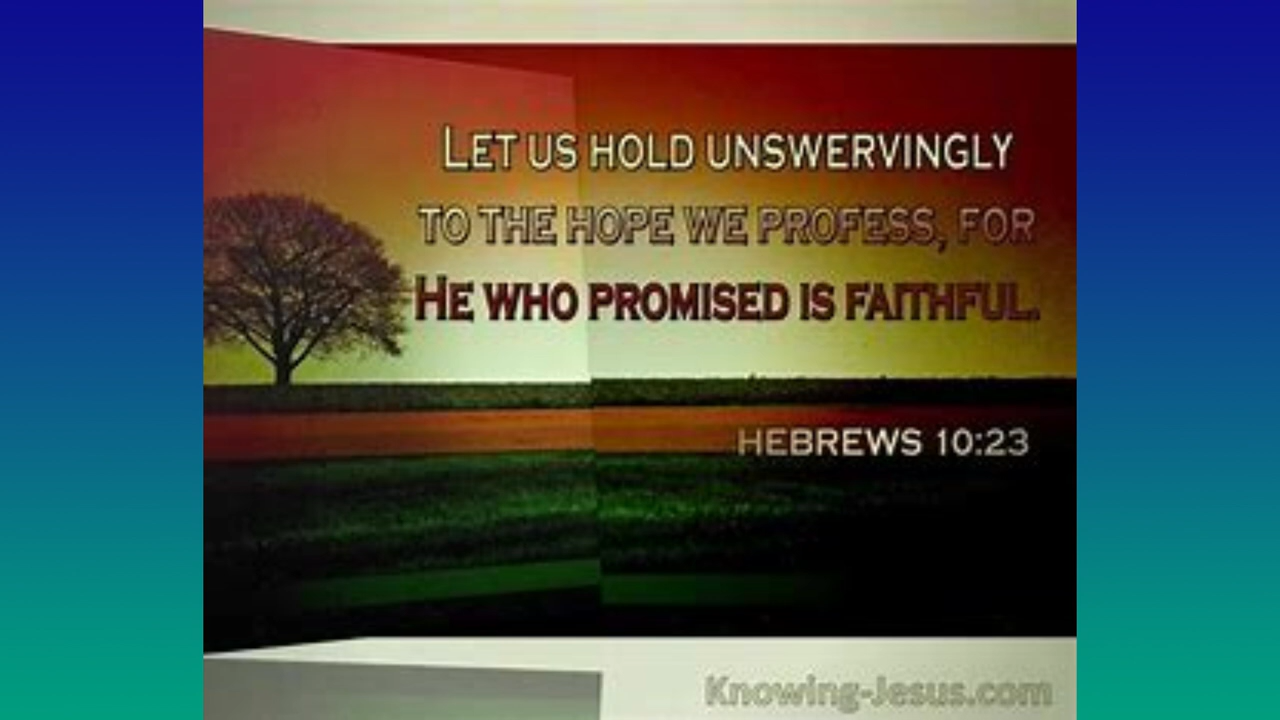 Let us hold unswervingly
to the hope we profess, for
He who promised is faithful.
Hebrews 10:23
Knowing-Jesus.com